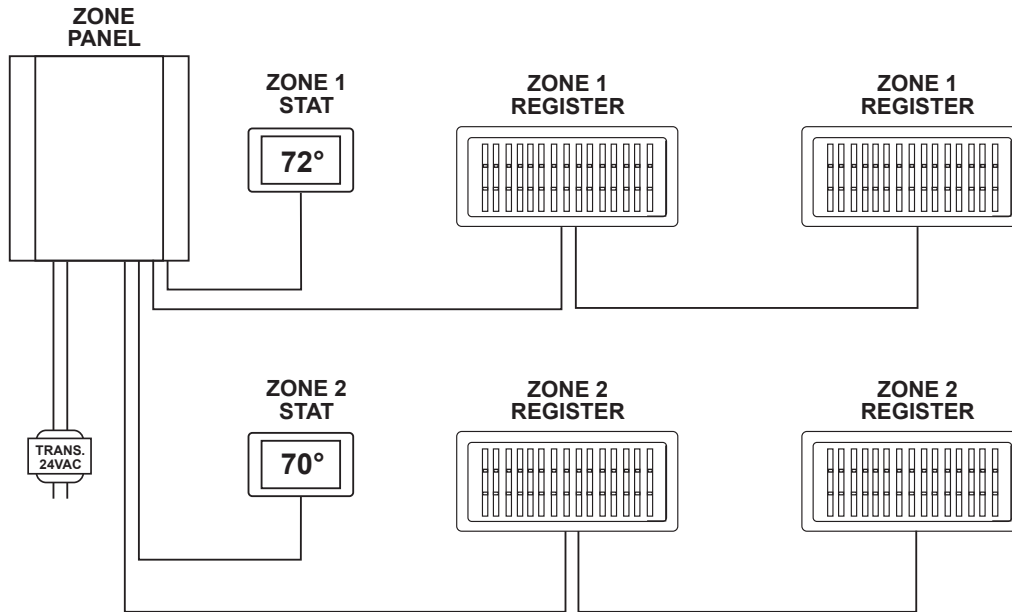 ZONE
PANEL
ZONE 1
STAT
72°
ZONE 1
REGISTER
ZONE 1
REGISTER
ZONE 2
STAT
70°
ZONE 2
REGISTER
ZONE 2
REGISTER
TRANS.
24VAC